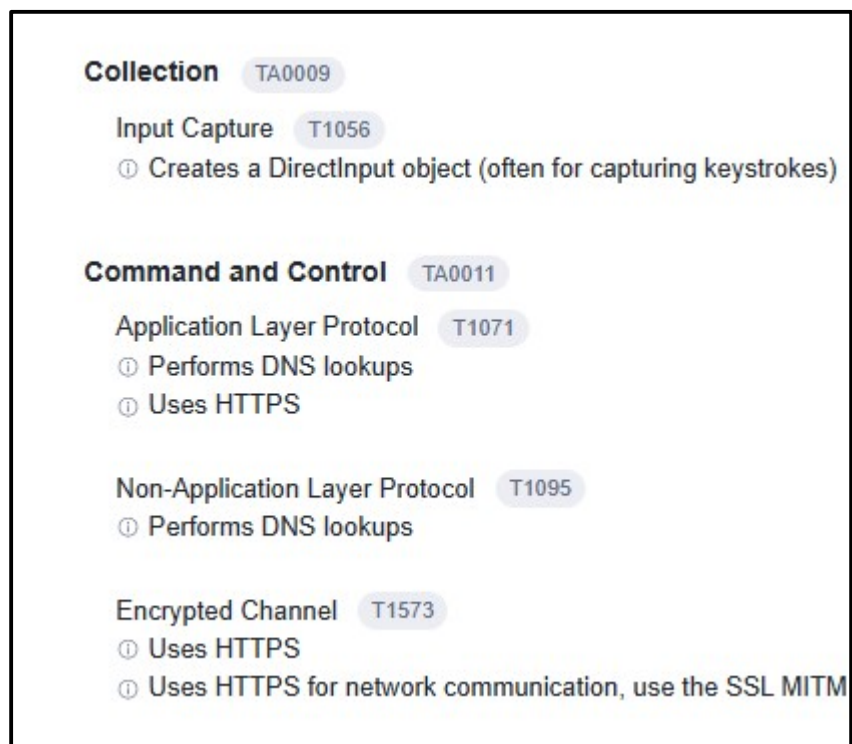 Collection TA0009
Input Capture T1056
Creates a DirectInput object (often for capturing keystrokes)
Command and Control TA0011
Application Layer Protocol T1071
Performs DNS lookups
Uses HTTPS
Non-Application Layer Protocol T1095
Performs DNS lookups
Encrypted Channel T1573
Uses HTTPS
Uses HTTPS for network communication, use the SSL MITM